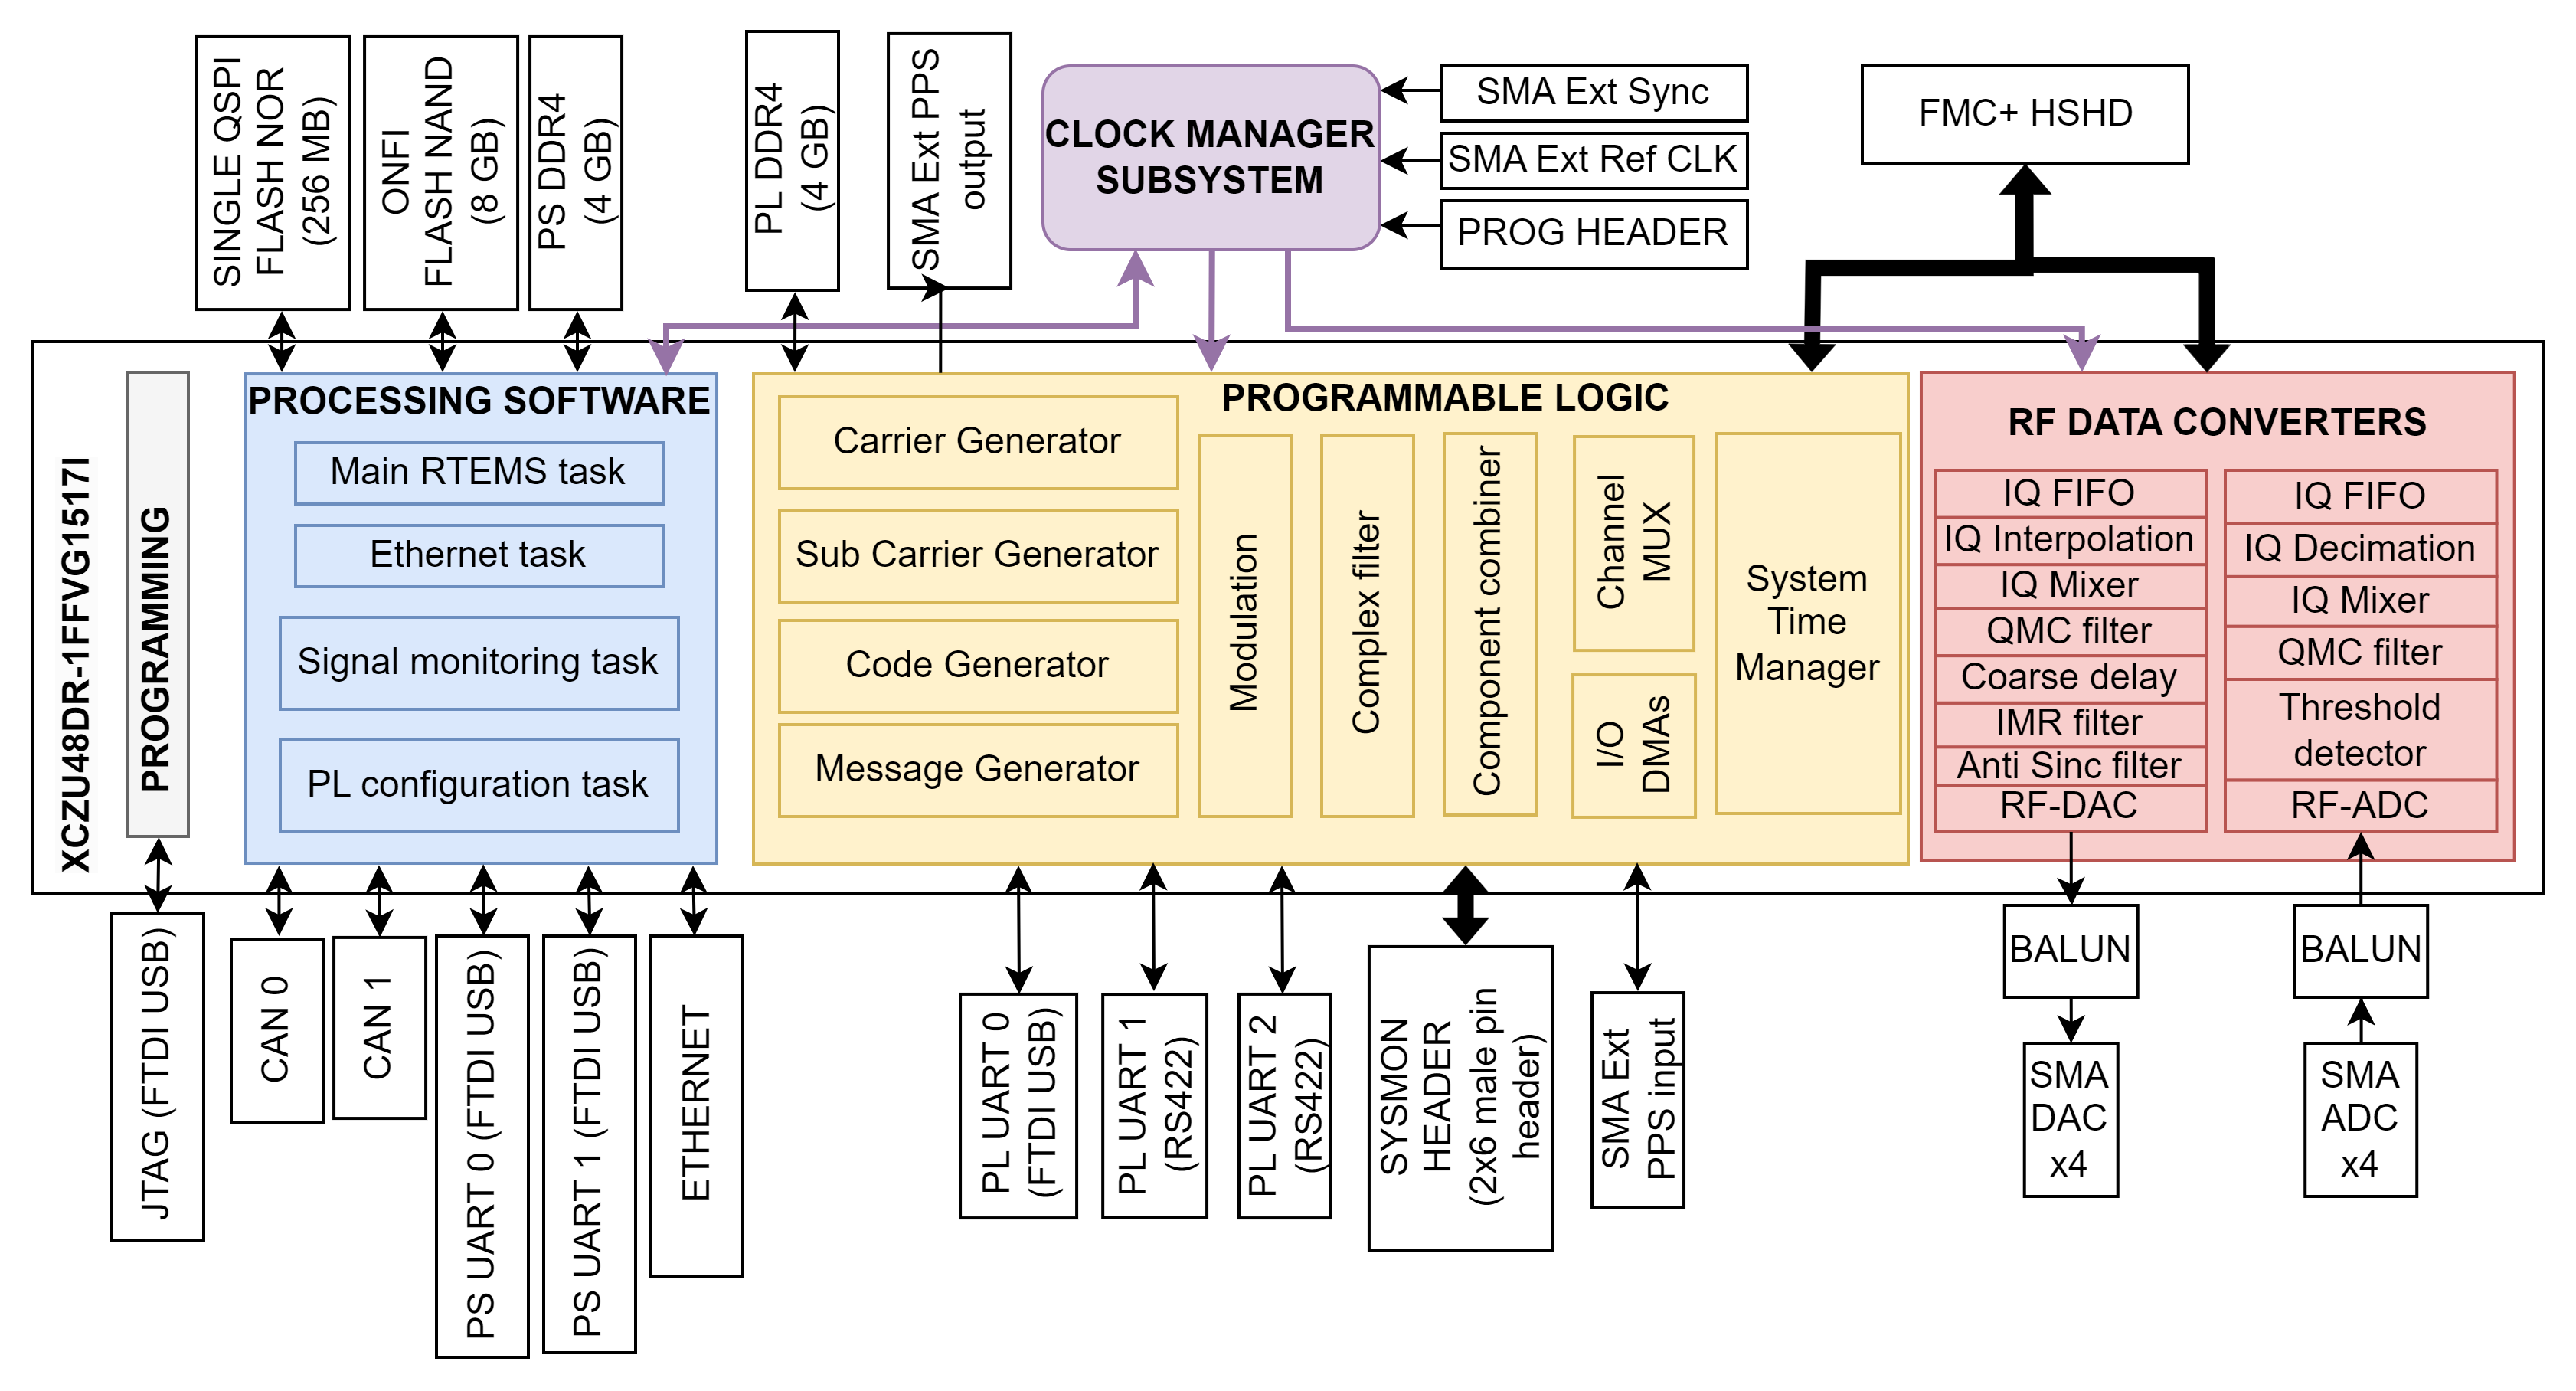 SINGLE QSPI
FLASH NOR
(256 MB)
ONFI
FLASH NAND
(8 GB)
PS DDR4
(4 GB)
PL DDR4
(4 GB)
SMA Ext PPS
output
CLOCK MANAGER
SUBSYSTEM
SMA Ext Sync
SMA Ext Ref CLK
PROG HEADER
FMC+ HSHD
XCZU48DR-1FFVG1517I
PROGRAMMING
PROCESSING SOFTWARE
Main RTEMS task
Ethernet task
Signal monitoring task
PL configuration task
PROGRAMMABLE LOGIC
Carrier Generator
Sub Carrier Generator
Code Generator
Message Generator
Modulation
Complex filter
Component combiner
Channel
MUX
I/O
DMAs
System
Time
Manager
RF DATA CONVERTERS
IQ FIFO
IQ Interpolation
IQ Mixer
QMC filter
Coarse delay
IMR filter
Anti Sinc filter
RF-DAC
IQ FIFO
IQ Decimation
IQ Mixer
QMC filter
Threshold
detector
RF-ADC
JTAG (FTDI USB)
CAN 0
CAN 1
PS UART 0 (FTDI USB)
PS UART 1 (FTDI USB)
ETHERNET
PL UART 0
(FTDI USB)
PL UART 1
(RS422)
PL UART 2
(RS422)
SYSMON
HEADER
(2x6 male pin
header)
SMA Ext
PPS input
BALUN
SMA
DAC
x4
BALUN
SMA
ADC
x4